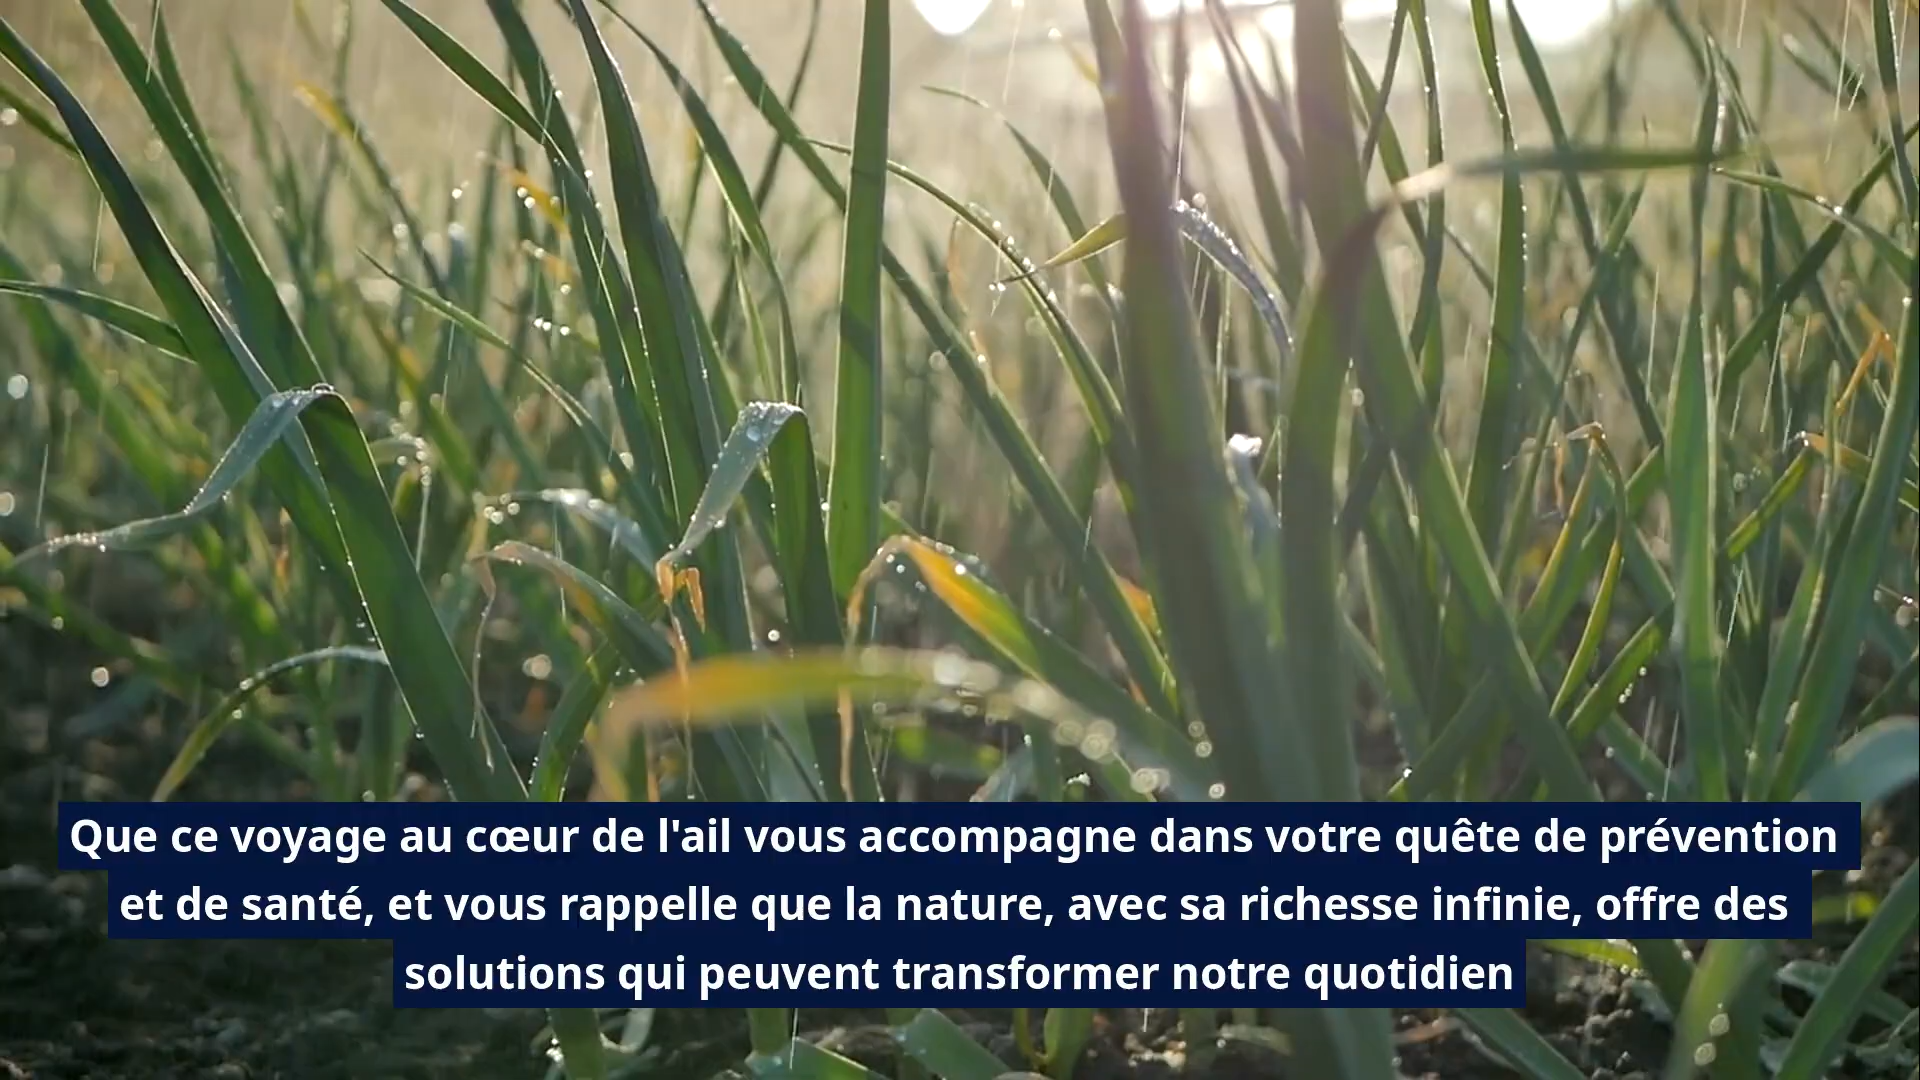 Que ce voyage au cœur de l'ail vous accompagne dans votre quête de prévention
et de santé, et vous rappelle que la nature, avec sa richesse infinie, offre des
solutions qui peuvent transformer notre quotidien